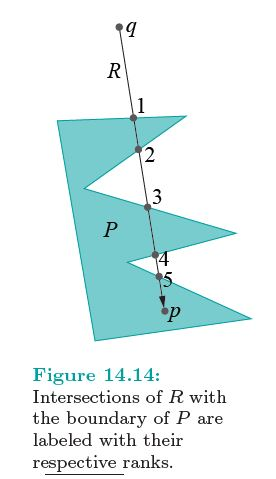 q
R
1
2
3
P
4
5
p
Figure 14.14:
Intersections of R with
the boundary of P are
labeled with their
respective ranks.